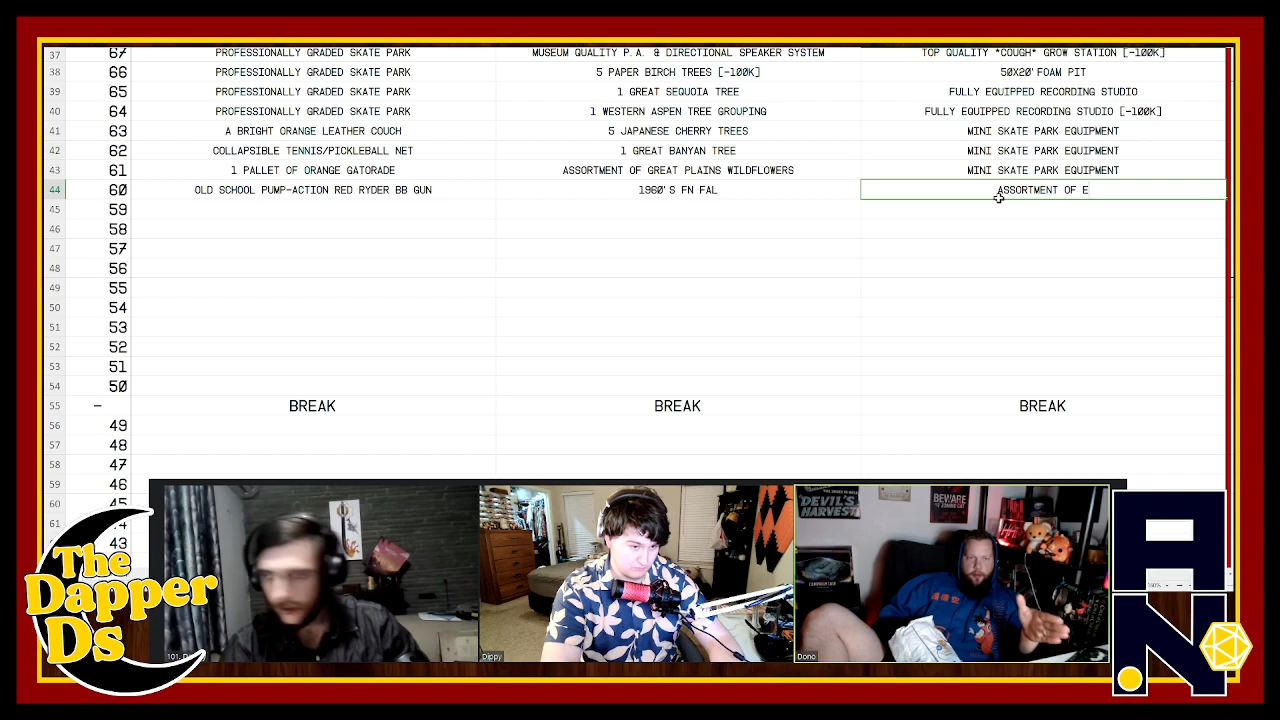 37 67 PROFESSIONALLY GRADED SKATE PARK MUSEUM QUALITY P.A. & DIRECTIONAL SPEAKER SYSTEM TOP QUALITY *COUGH* GROW STATION [-100K]
38 66 PROFESSIONALLY GRADED SKATE PARK 5 PAPER BIRCH TREES [-100K] 50X20' FOAM PIT
39 65 PROFESSIONALLY GRADED SKATE PARK 1 GREAT SEQUOIA TREE FULLY EQUIPPED RECORDING STUDIO
40 64 PROFESSIONALLY GRADED SKATE PARK 1 WESTERN ASPEN TREE GROUPING FULLY EQUIPPED RECORDING STUDIO [-100K]
41 63 A BRIGHT ORANGE LEATHER COUCH 5 JAPANESE CHERRY TREES MINI SKATE PARK EQUIPMENT
42 62 COLLAPSIBLE TENNIS/PICKLEBALL NET 1 GREAT BANYAN TREE MINI SKATE PARK EQUIPMENT
43 61 1 PALLET OF ORANGE GATORADE ASSORTMENT OF GREAT PLAINS WILDFLOWERS MINI SKATE PARK EQUIPMENT
44 60 OLD SCHOOL PUMP-ACTION RED RYDER BB GUN 1960'S FN FAL ASSORTMENT OF E
45 59
46 58
47 57
48 56
49 55
50 54
51 53
52 52
53 51
54 50
55 - BREAK BREAK BREAK
56 49
57 48
58 47
59 46
60 45
61 44
43
The
Dapper
Ds
DEVIL'S
HARVEST
BEWARE
Dippy
Dono
A
N